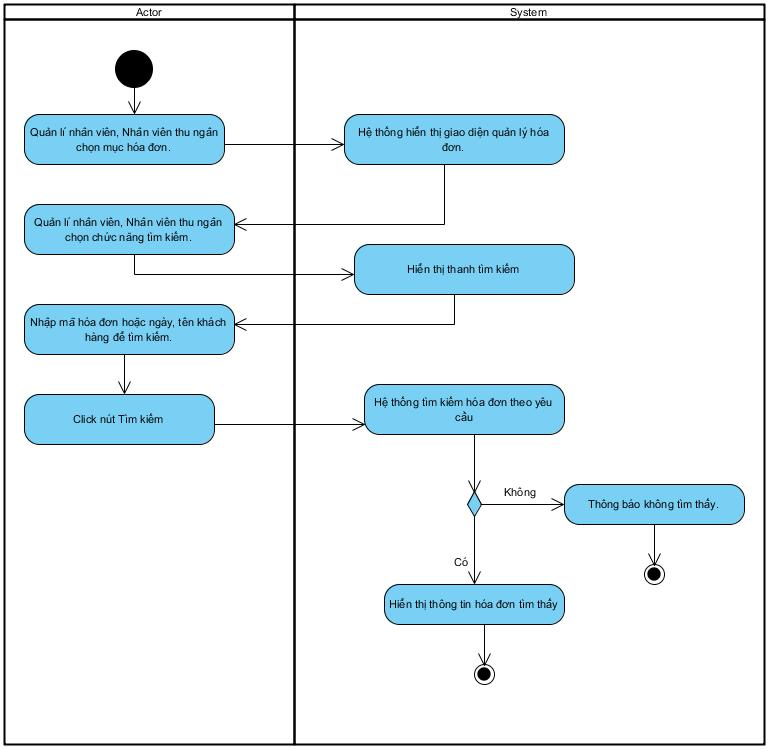 Actor
System
Quản lí nhân viên, Nhân viên thu ngân
chọn mục hóa đơn.
Hệ thống hiển thị giao diện quản lý hóa
đơn.
Quản lí nhân viên, Nhân viên thu ngân
chọn chức năng tìm kiếm.
Hiển thị thanh tìm kiếm
Nhập mã hóa đơn hoặc ngày, tên khách
hàng để tìm kiếm.
Click nút Tìm kiếm
Hệ thống tìm kiếm hóa đơn theo yêu
cầu
Không
Thông báo không tìm thấy.
Có
Hiển thị thông tin hóa đơn tìm thấy